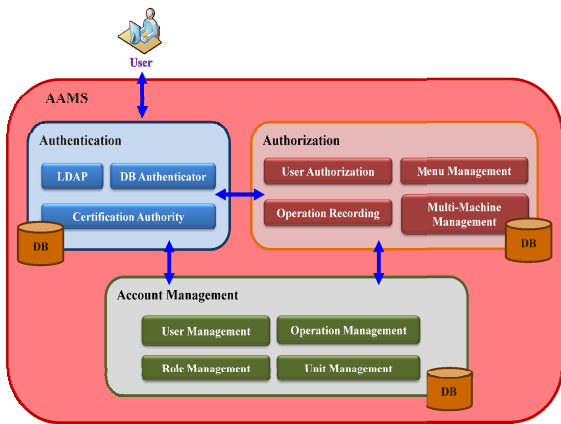 User
AAMS
Authentication
LDAP
DB Authenticator
Certification Authority
DB
Authorization
User Authorization
Menu Management
Operation Recording
Multi-Machine
Management
DB
Account Management
User Management
Operation Management
Role Management
Unit Management
DB